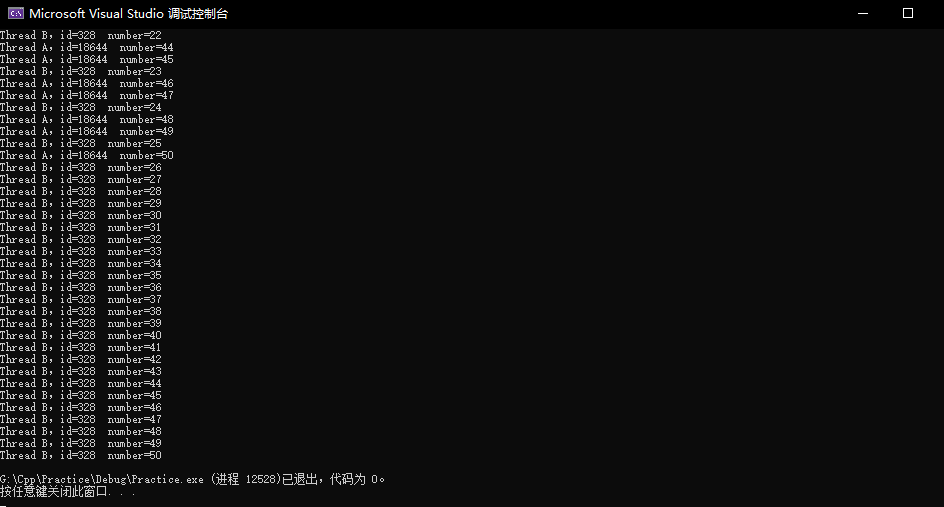 Microsoft Visual Studio 调试控制台
Thread B，id=328  number=22
Thread A，id=18644  number=44
Thread A，id=18644  number=45
Thread B，id=328  number=23
Thread A，id=18644  number=46
Thread A，id=18644  number=47
Thread B，id=328  number=24
Thread A，id=18644  number=48
Thread A，id=18644  number=49
Thread B，id=328  number=25
Thread A，id=18644  number=50
Thread B，id=328  number=26
Thread B，id=328  number=27
Thread B，id=328  number=28
Thread B，id=328  number=29
Thread B，id=328  number=30
Thread B，id=328  number=31
Thread B，id=328  number=32
Thread B，id=328  number=33
Thread B，id=328  number=34
Thread B，id=328  number=35
Thread B，id=328  number=36
Thread B，id=328  number=37
Thread B，id=328  number=38
Thread B，id=328  number=39
Thread B，id=328  number=40
Thread B，id=328  number=41
Thread B，id=328  number=42
Thread B，id=328  number=43
Thread B，id=328  number=44
Thread B，id=328  number=45
Thread B，id=328  number=46
Thread B，id=328  number=47
Thread B，id=328  number=48
Thread B，id=328  number=49
Thread B，id=328  number=50
G:\Cpp\Practice\Debug\Practice.exe (进程 12528)已退出，代码为 0。
按任意键关闭此窗口. . .